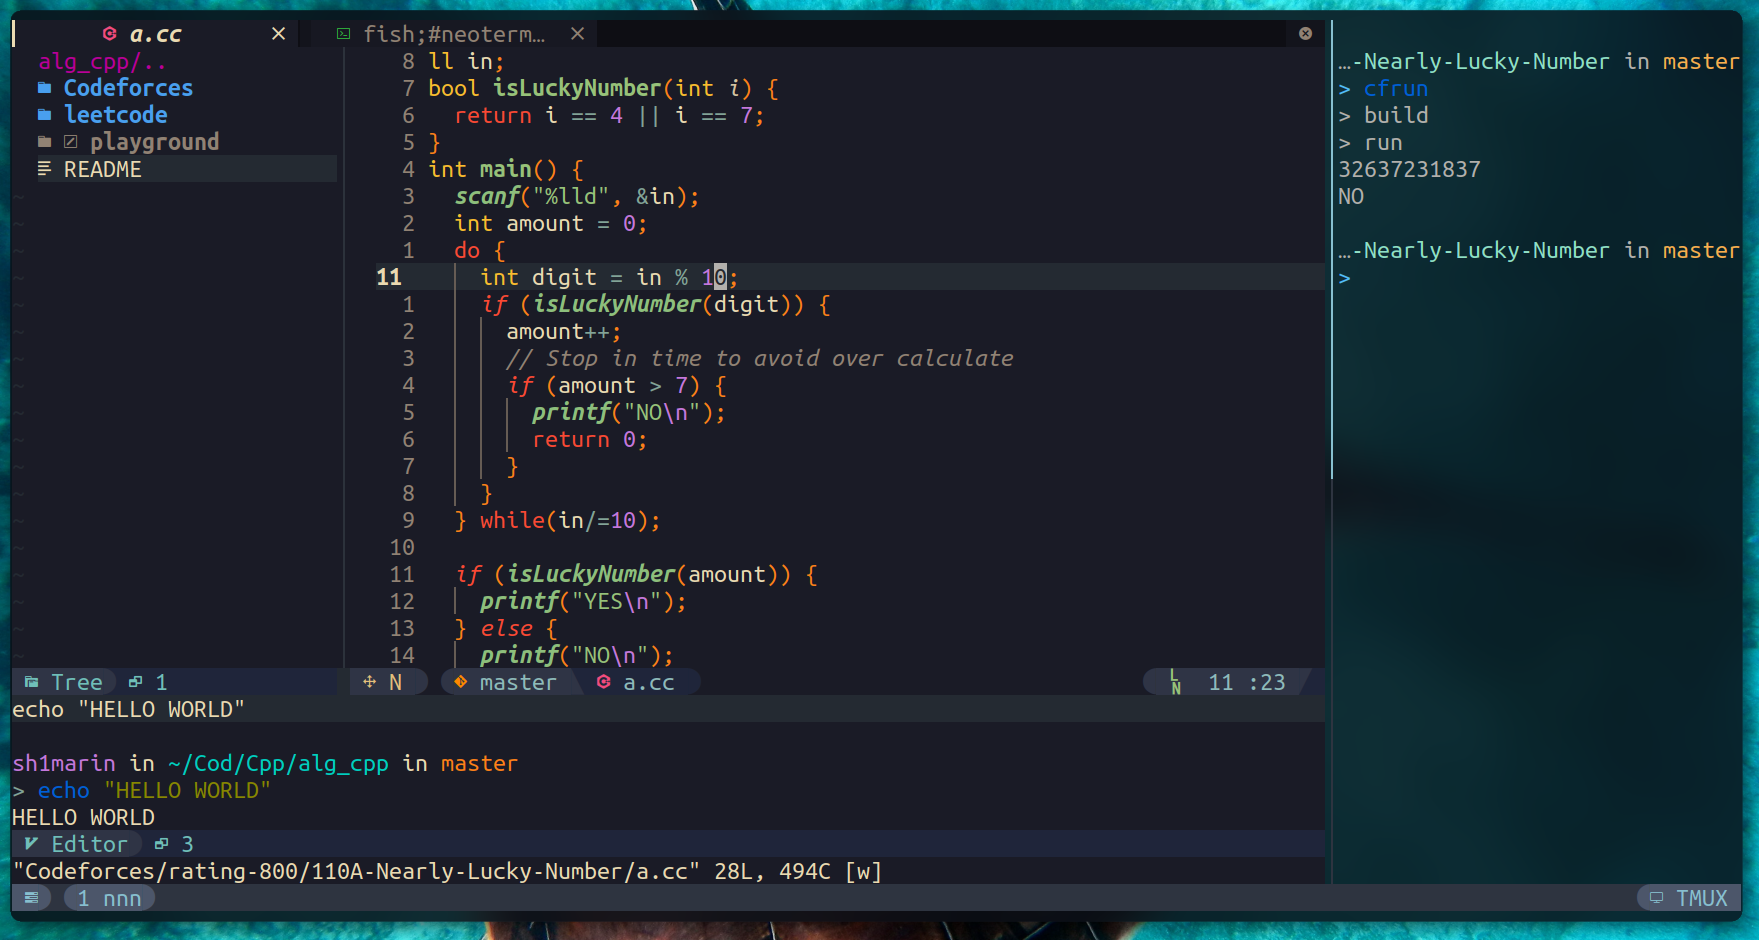 a.cc fish;#neoterm…
alg_cpp/..
Codeforces
leetcode
playground
README
8 ll in;
7 bool isLuckyNumber(int i) {
6   return i == 4 || i == 7;
5 }
4 int main() {
3   scanf("%lld", &in);
2   int amount = 0;
1   do {
11     int digit = in % 10;
1     if (isLuckyNumber(digit)) {
2       amount++;
3       // Stop in time to avoid over calculate
4       if (amount > 7) {
5         printf("NO\n");
6         return 0;
7       }
8     }
9   } while(in/=10);
10
11   if (isLuckyNumber(amount)) {
12     printf("YES\n");
13   } else {
14     printf("NO\n");
Tree 1 N master a.cc LN 11 :23
echo "HELLO WORLD"
sh1marin in ~/Cod/Cpp/alg_cpp in master
> echo "HELLO WORLD"
HELLO WORLD
Editor 3
"Codeforces/rating-800/110A-Nearly-Lucky-Number/a.cc" 28L, 494C [w]
…-Nearly-Lucky-Number in master
> cfrun
> build
> run
32637231837
NO
…-Nearly-Lucky-Number in master
>
1 nnn TMUX